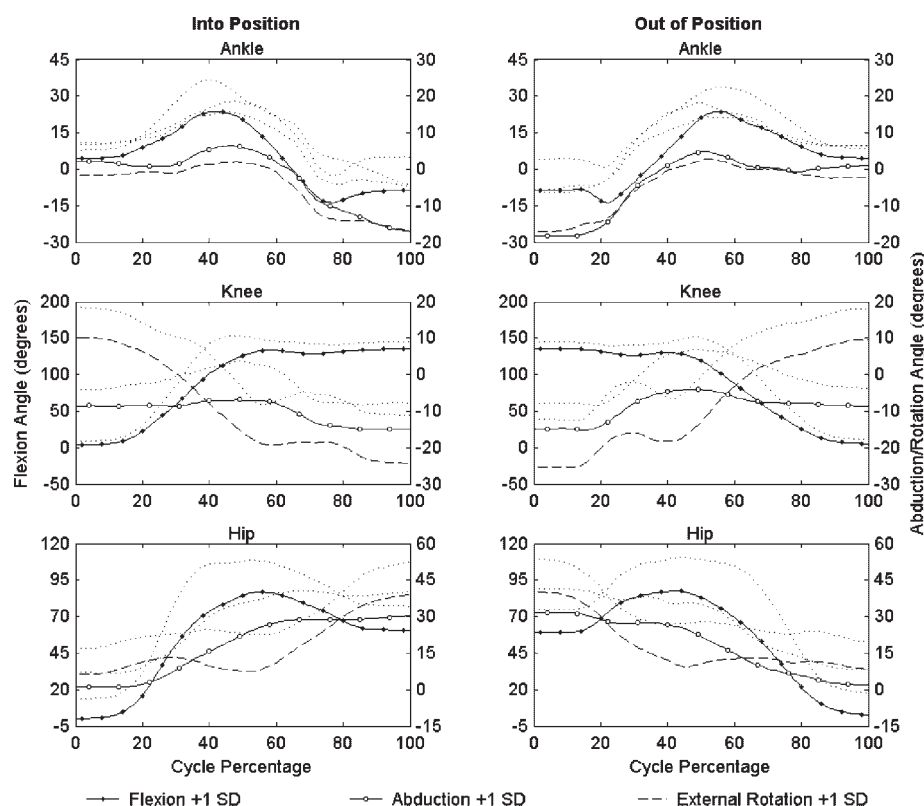 Into Position Out of Position
Ankle Ankle
45 30 45 30
30 20 30 20
15 10 15 10
0 0 0 0
-15 -10 -15 -10
-30 -20 -30 -20
0 20 40 60 80 100 0 20 40 60 80 100
Knee Knee
200 20 200 20
150 10 150 10
100 0 100 0
50 -10 50 -10
0 -20 0 -20
-50 -30 -50 -30
0 20 40 60 80 100 0 20 40 60 80 100
Flexion Angle (degrees)
Abduction/Rotation Angle (degrees)
Hip Hip
120 60 120 60
95 45 95 45
70 30 70 30
45 15 45 15
20 0 20 0
-5 -15 -5 -15
0 20 40 60 80 100 0 20 40 60 80 100
Cycle Percentage Cycle Percentage
Flexion +1 SD Abduction +1 SD External Rotation +1 SD